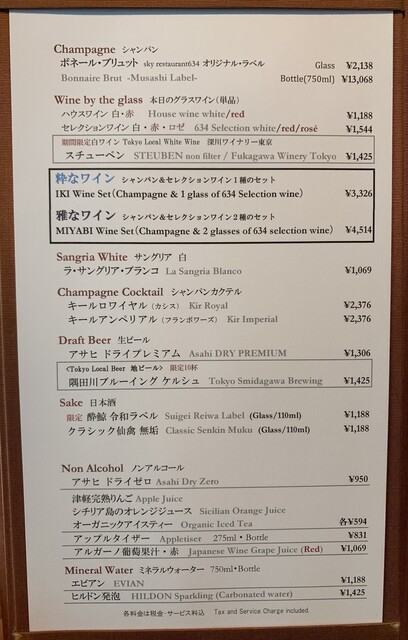 Champagne シャンパン
ボネール・ブリュット sky restaurant634 オリジナル・ラベル Glass ¥2,138
Bonnaire Brut -Musashi Label- Bottle(750ml) ¥13,068
Wine by the glass 本日のグラスワイン（単品）
ハウスワイン 白・赤 House wine white/red ¥1,188
セレクションワイン 白・赤・ロゼ 634 Selection white/red/rosé ¥1,544
期間限定白ワイン Tokyo Local White Wine 深川ワイナリー東京
スチューベン STEUBEN non filter / Fukagawa Winery Tokyo ¥1,425
粋なワイン シャンパン&セレクションワイン1種のセット
IKI Wine Set(Champagne & 1 glass of 634 Selection wine) ¥3,326
雅なワイン シャンパン&セレクションワイン2種のセット
MIYABI Wine Set(Champagne & 2 glasses of 634 selection wine) ¥4,514
Sangria White サングリア 白
ラ・サングリア・ブランコ La Sangria Blanco ¥1,069
Champagne Cocktail シャンパンカクテル
キールロワイヤル（カシス） Kir Royal ¥2,376
キールアンペリアル（フランボワーズ） Kir Imperial ¥2,376
Draft Beer 生ビール
アサヒ ドライプレミアム Asahi DRY PREMIUM ¥1,306
<Tokyo Local Beer 地ビール> 限定10杯
隅田川ブルーイング ケルシュ Tokyo Smidagawa Brewing ¥1,425
Sake 日本酒
限定 酔鯨 令和ラベル Suigei Reiwa Label (Glass/110ml) ¥1,188
クラシック仙禽 無垢 Classic Senkin Muku (Glass/110ml) ¥1,188
Non Alcohol ノンアルコール
アサヒ ドライゼロ Asahi Dry Zero ¥950
津軽完熟りんご Apple Juice
シチリア島のオレンジジュース Sicilian Orange Juice
オーガニックアイスティー Organic Iced Tea 各¥594
アップルタイザー Appletiser 275ml・Bottle ¥831
アルガーノ葡萄果汁・赤 Japanese Wine Grape Juice (Red) ¥1,069
Mineral Water ミネラルウォーター 750ml・Bottle
エビアン EVIAN ¥1,188
ヒルドン発泡 HILDON Sparkling (Carbonated water) ¥1,425
各料金は税金・サービス料込 Tax and Service Charge included.